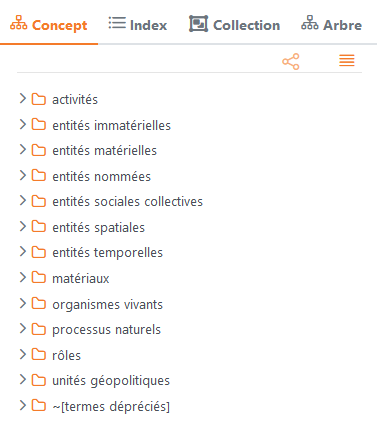 Concept Index Collection Arbre
activités
entités immatérielles
entités matérielles
entités nommées
entités sociales collectives
entités spatiales
entités temporelles
matériaux
organismes vivants
processus naturels
rôles
unités géopolitiques
~[termes dépréciés]